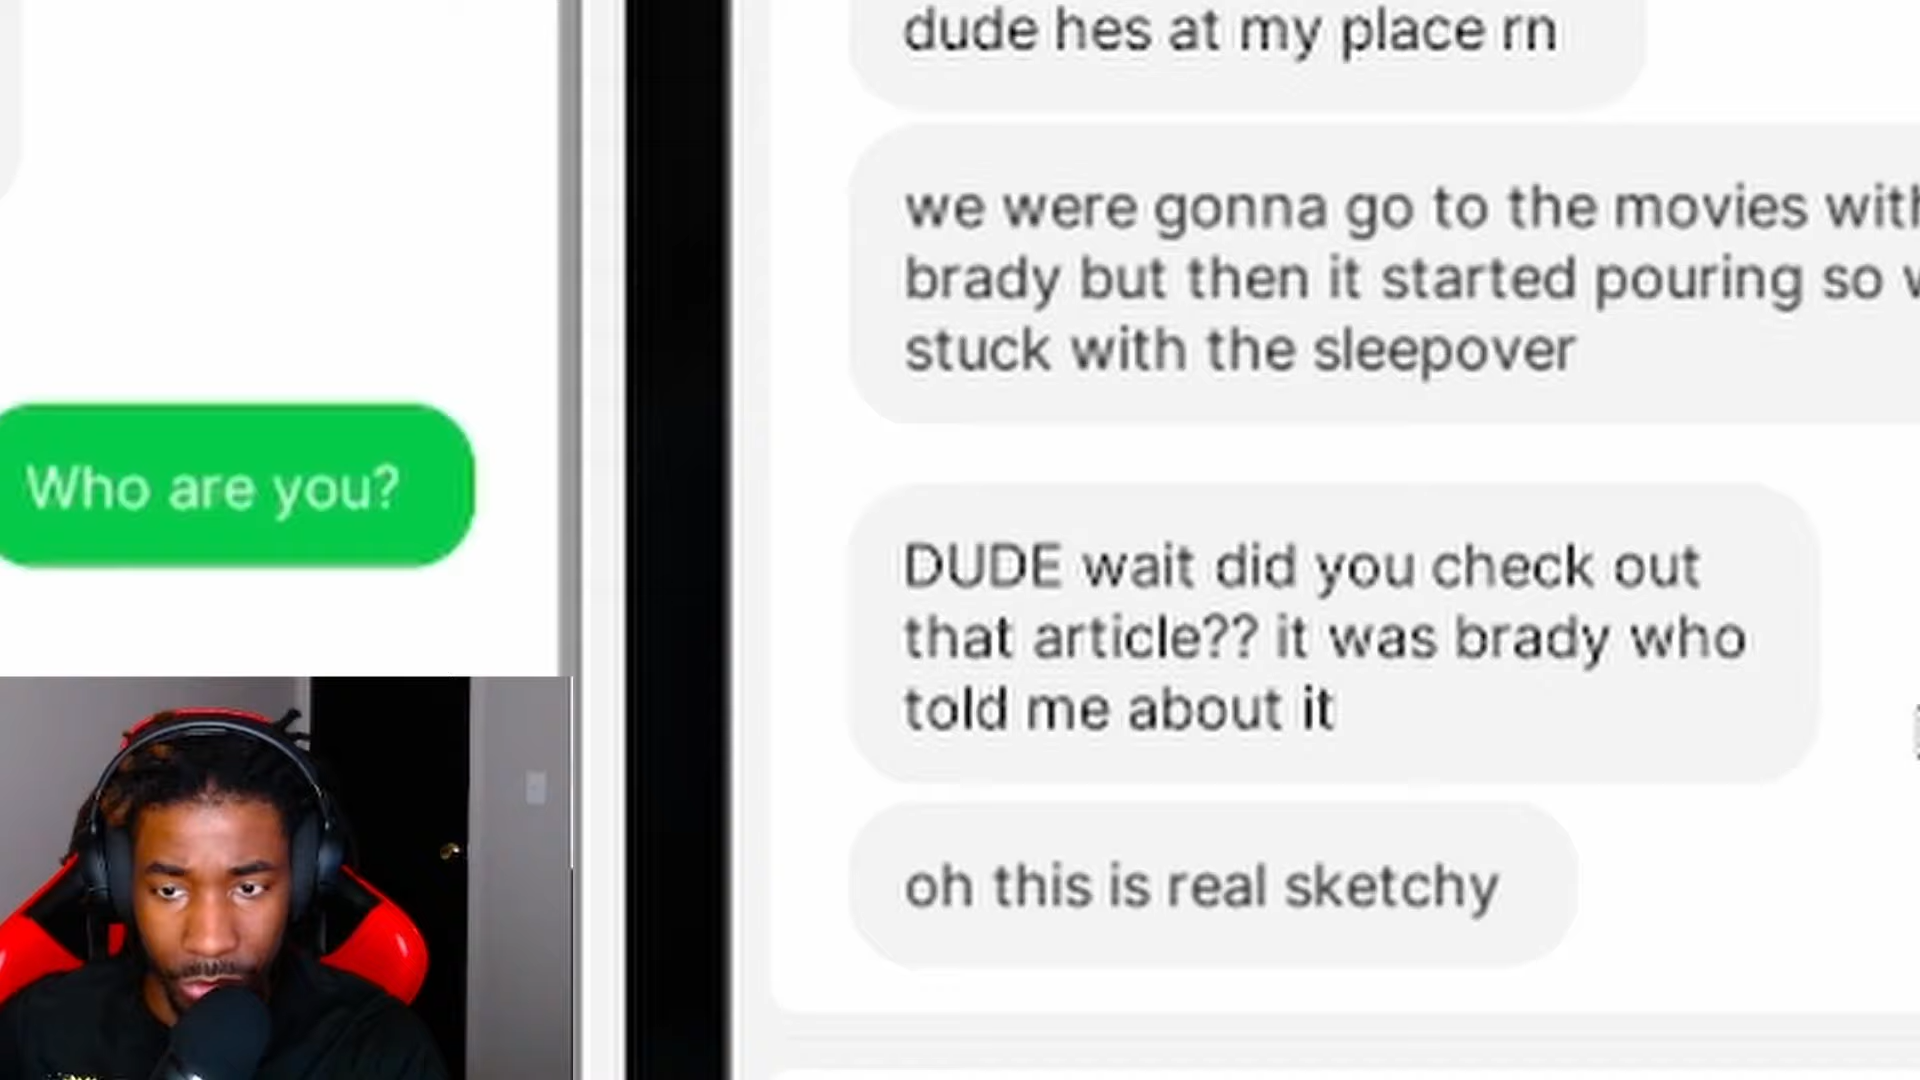 Who are you?
dude hes at my place rn
we were gonna go to the movies with
brady but then it started pouring so
stuck with the sleepover
DUDE wait did you check out
that article?? it was brady who
told me about it
oh this is real sketchy